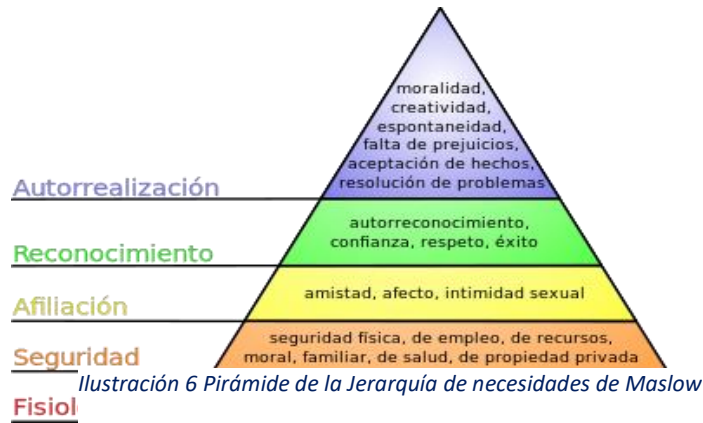 moralidad,
creatividad,
espontaneidad,
falta de prejuicios,
aceptación de hechos,
resolución de problemas
Autorrealización
autorreconocimiento,
confianza, respeto, éxito
Reconocimiento
amistad, afecto, intimidad sexual
Afiliación
seguridad física, de empleo, de recursos,
moral, familiar, de salud, de propiedad privada
Seguridad
Ilustración 6 Pirámide de la Jerarquía de necesidades de Maslow